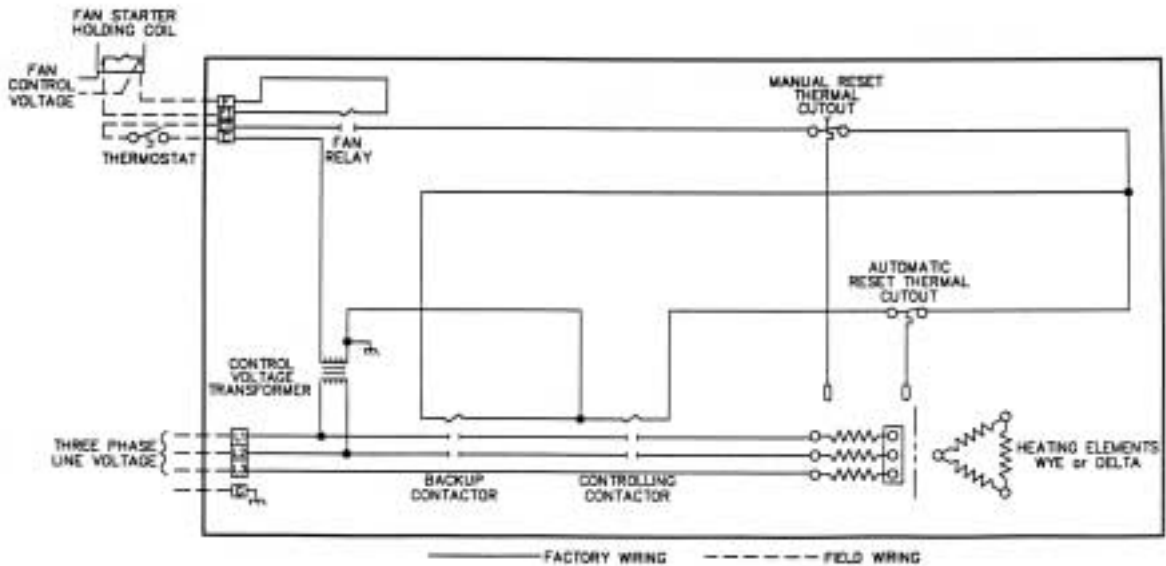 FAN STARTER
HOLDING COIL
FAN
CONTROL
VOLTAGE
THERMOSTAT
FAN
RELAY
MANUAL RESET
THERMAL
CUTOUT
AUTOMATIC
RESET THERMAL
CUTOUT
CONTROL
VOLTAGE
TRANSFORMER
THREE PHASE
LINE VOLTAGE
BACKUP
CONTACTOR
CONTROLLING
CONTACTOR
HEATING ELEMENTS
WYE or DELTA
FACTORY WIRING
FIELD WIRING